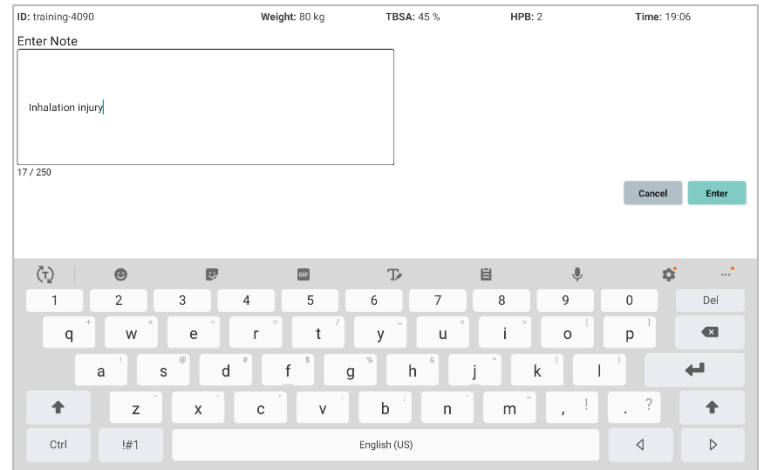 ID: training-4090 Weight: 80 kg TBSA: 45 % HPB: 2 Time: 19:06
Enter Note
Inhalation injury
17 / 250
Cancel Enter
GIF
1 2 3 4 5 6 7 8 9 0 Del
q w e r t y u i o p
a s d f g h j k l
z x c v b n m , ! . ?
Ctrl !#1 English (US)